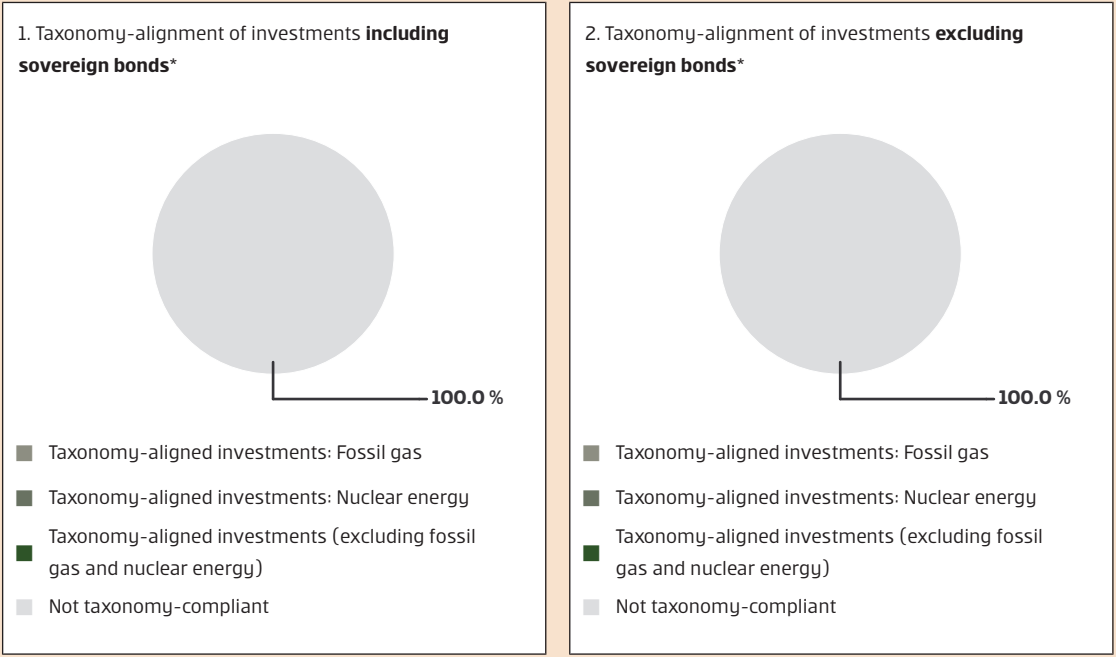 1. Taxonomy-alignment of investments including
sovereign bonds*
100.0 %
Taxonomy-aligned investments: Fossil gas
Taxonomy-aligned investments: Nuclear energy
Taxonomy-aligned investments (excluding fossil
gas and nuclear energy)
Not taxonomy-compliant
2. Taxonomy-alignment of investments excluding
sovereign bonds*
100.0 %
Taxonomy-aligned investments: Fossil gas
Taxonomy-aligned investments: Nuclear energy
Taxonomy-aligned investments (excluding fossil
gas and nuclear energy)
Not taxonomy-compliant